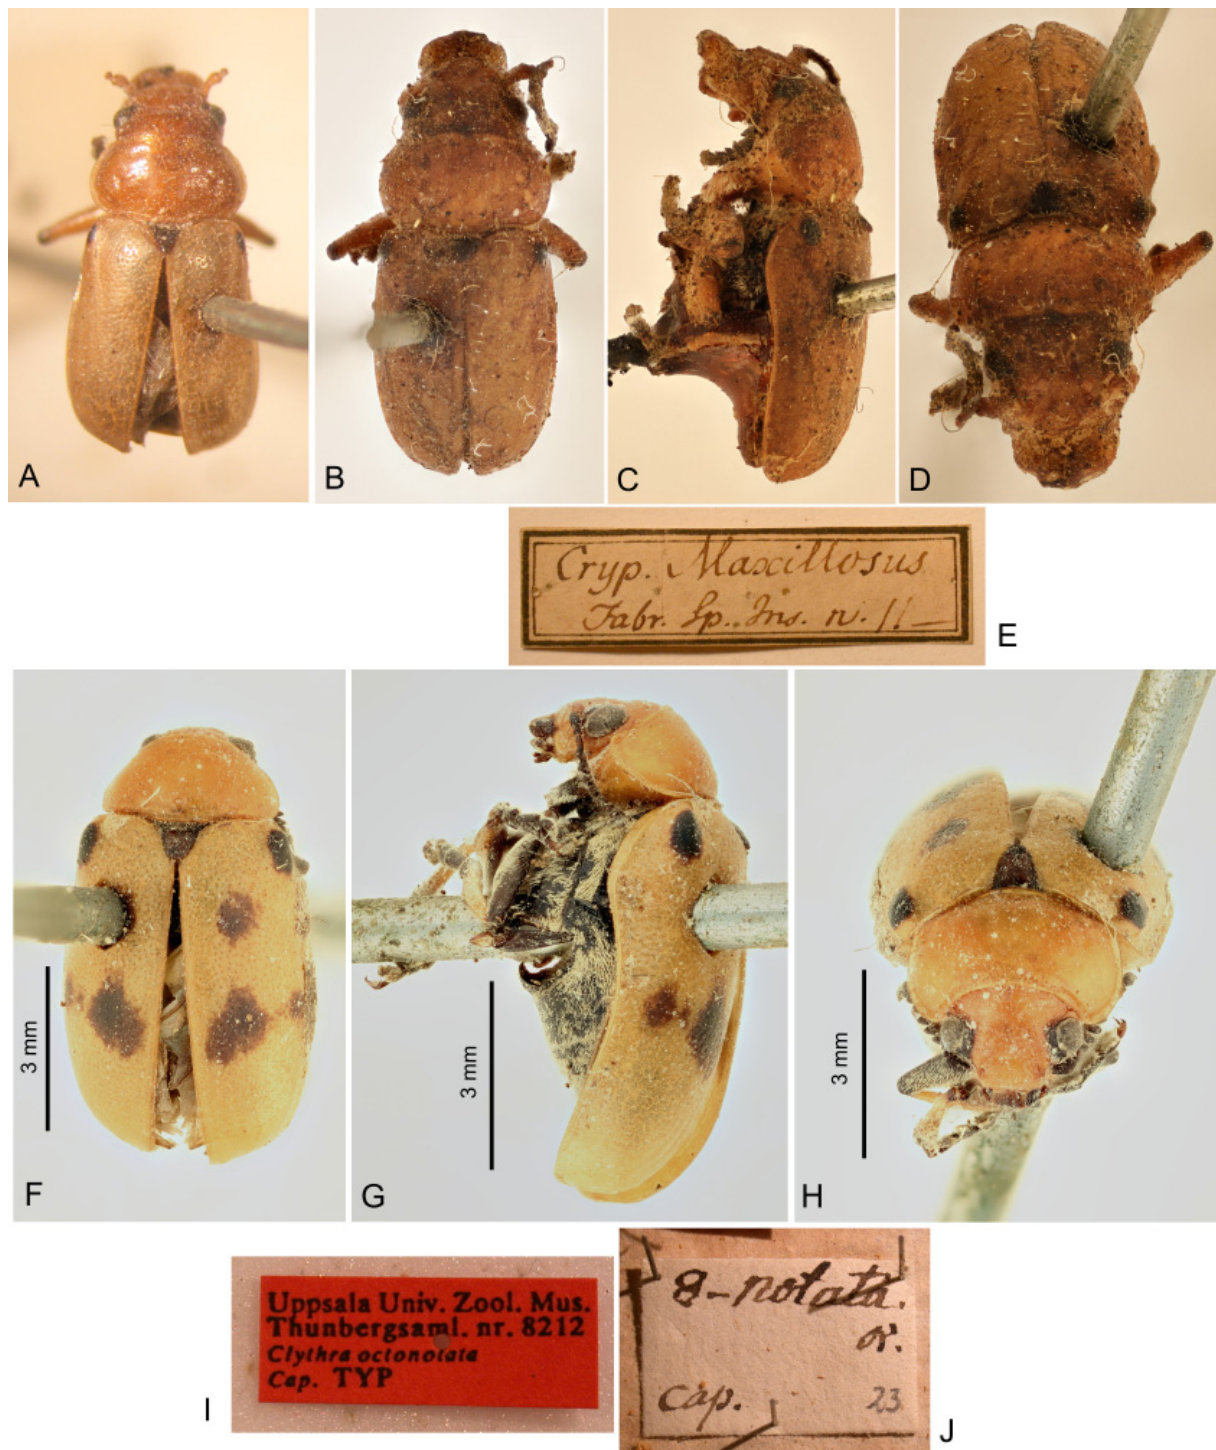 A
B
C
D
Cryp. Maxillosus
Fabr. Sp. Ins. n. 11 —
E
3 mm
F
3 mm
G
3 mm
H
Uppsala Univ. Zool. Mus.
Thunbergsaml. nr. 8212
Clythra octonotata
Cap. TYP
I
8-notata.
cap. 23
J